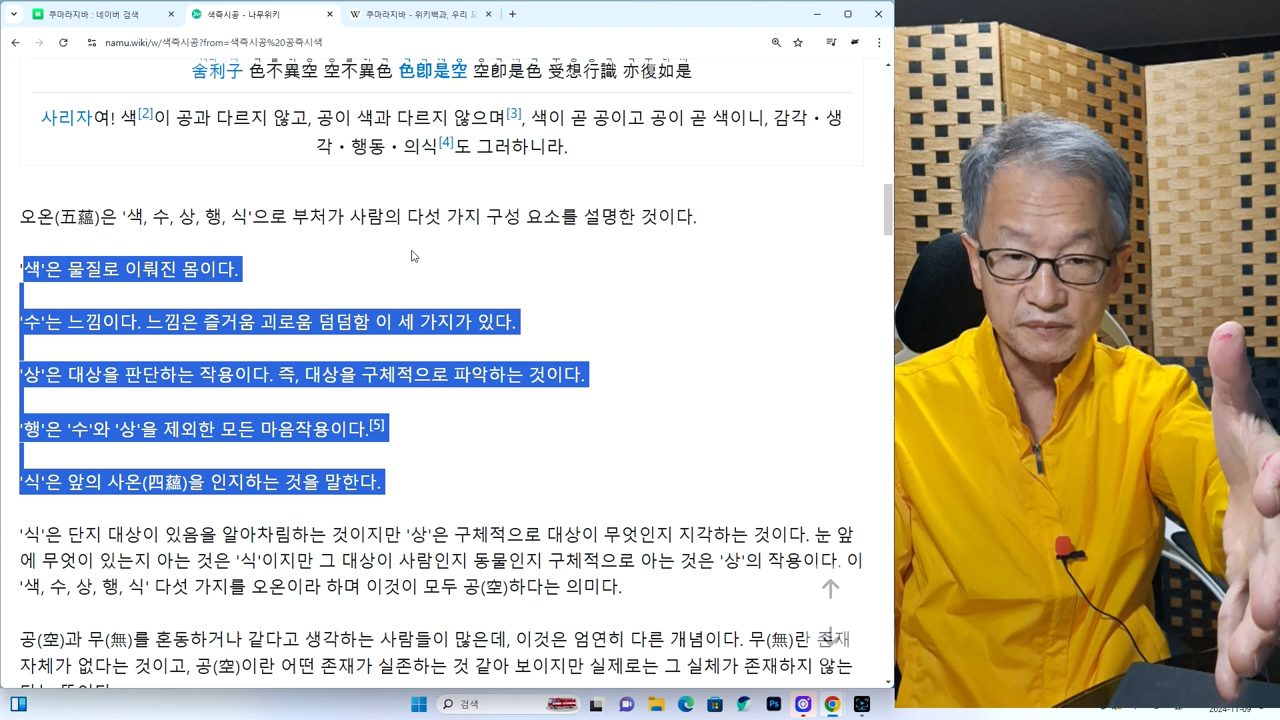 쿠마라지바 : 네이버 검색
색즉시공 - 나무위키
쿠마라지바 - 위키백과, 우리 모
namu.wiki/w/색즉시공?from=색즉시공%20공즉시색
舍利子 色不異空 空不異色 色卽是空 空卽是色 受想行識 亦復如是
사리자여! 색[2]이 공과 다르지 않고, 공이 색과 다르지 않으며[3], 색이 곧 공이고 공이 곧 색이니, 감각・생
각・행동・의식[4]도 그러하니라.
오온(五蘊)은 '색, 수, 상, 행, 식'으로 부처가 사람의 다섯 가지 구성 요소를 설명한 것이다.
'색'은 물질로 이뤄진 몸이다.
'수'는 느낌이다. 느낌은 즐거움 괴로움 덤덤함 이 세 가지가 있다.
'상'은 대상을 판단하는 작용이다. 즉, 대상을 구체적으로 파악하는 것이다.
'행'은 '수'와 '상'을 제외한 모든 마음작용이다.[5]
'식'은 앞의 사온(四蘊)을 인지하는 것을 말한다.
'식'은 단지 대상이 있음을 알아차림하는 것이지만 '상'은 구체적으로 대상이 무엇인지 지각하는 것이다. 눈 앞
에 무엇이 있는지 아는 것은 '식'이지만 그 대상이 사람인지 동물인지 구체적으로 아는 것은 '상'의 작용이다. 이
'색, 수, 상, 행, 식' 다섯 가지를 오온이라 하며 이것이 모두 공(空)하다는 의미다.
공(空)과 무(無)를 혼동하거나 같다고 생각하는 사람들이 많은데, 이것은 엄연히 다른 개념이다. 무(無)란 존재
자체가 없다는 것이고, 공(空)이란 어떤 존재가 실존하는 것 같아 보이지만 실제로는 그 실체가 존재하지 않는
검색
2024-11-09